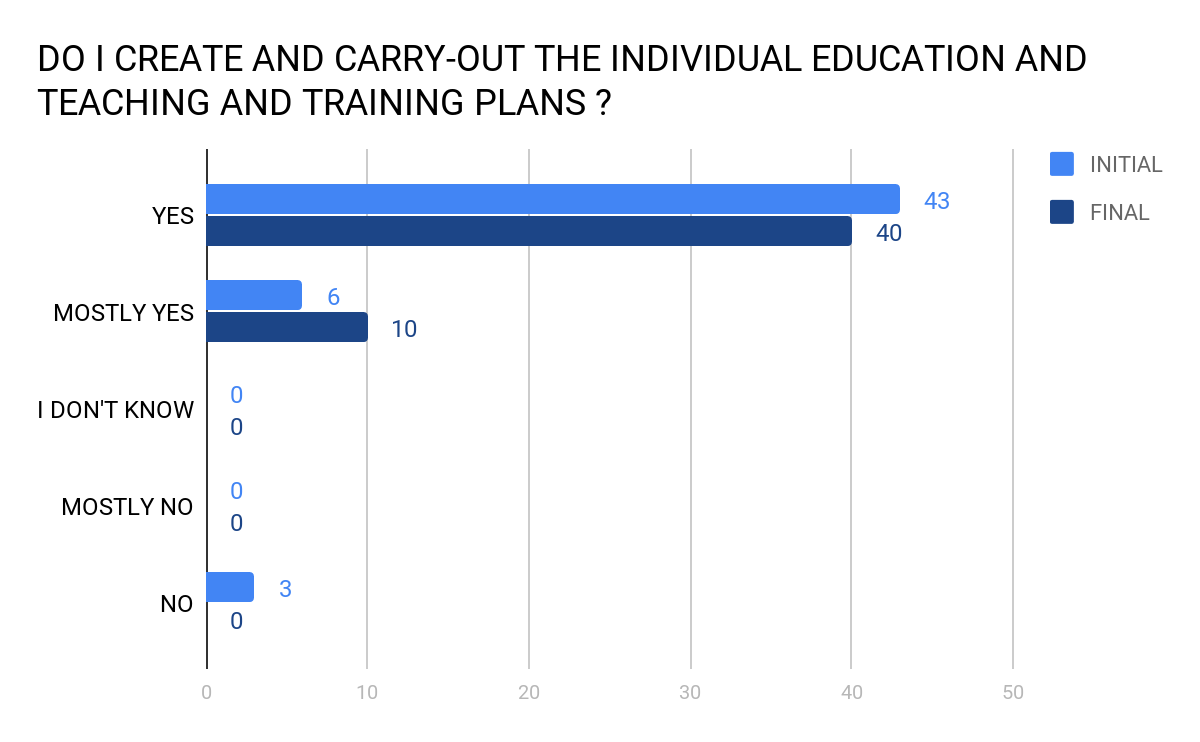 DO I CREATE AND CARRY-OUT THE INDIVIDUAL EDUCATION AND
TEACHING AND TRAINING PLANS ?
INITIAL
FINAL
YES
43
40
MOSTLY YES
6
10
I DON'T KNOW
0
0
MOSTLY NO
0
0
NO
3
0
0 10 20 30 40 50